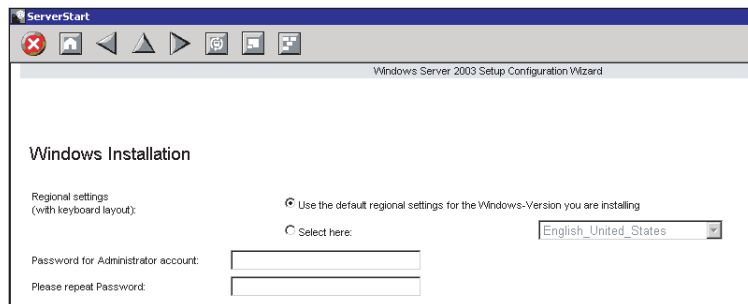 ServerStart
Windows Server 2003 Setup Configuration Wizard
Windows Installation
Regional settings
(with keyboard layout):
Use the default regional settings for the Windows-Version you are installing
Select here:
English_United_States
Password for Administrator account:
Please repeat Password: